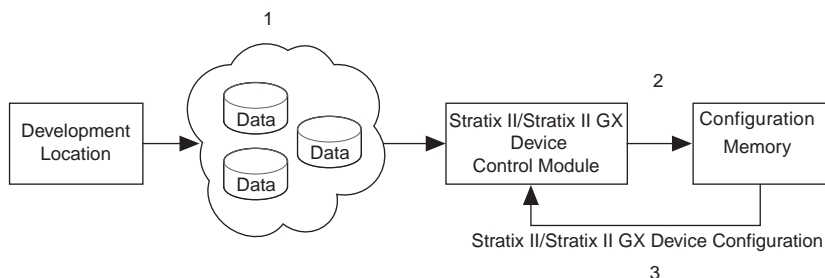 1
Development
Location
Data
Data
Data
Stratix II/Stratix II GX
Device
Control Module
2
Configuration
Memory
Stratix II/Stratix II GX Device Configuration
3